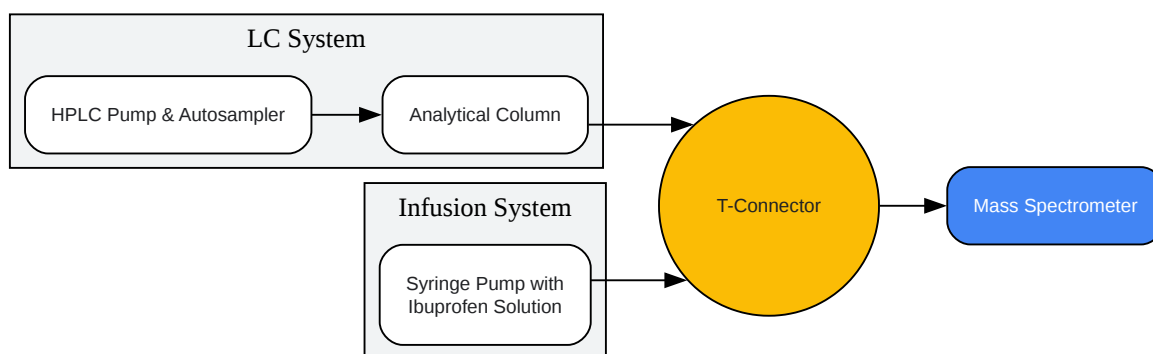 LC System
HPLC Pump & Autosampler
Analytical Column
Infusion System
Syringe Pump with
Ibuprofen Solution
T-Connector
Mass Spectrometer